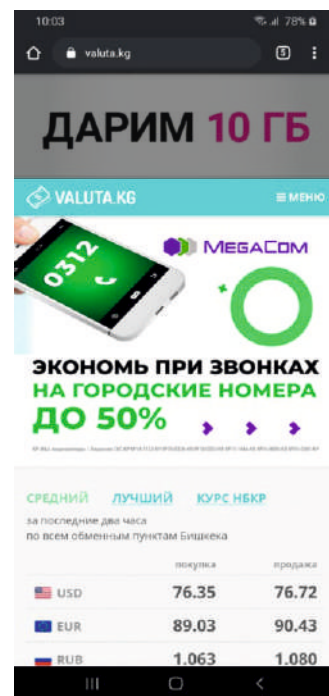 10:03
78%
valuta.kg
5
ДАРИМ 10 ГБ
VALUTA.KG
МЕНЮ
0312
MEGACOM
ЭКОНОМЬ ПРИ ЗВОНКАХ
НА ГОРОДСКИЕ НОМЕРА
ДО 50%
СРЕДНИЙ ЛУЧШИЙ КУРС НБКР
за последние два часа
по всем обменным пунктам Бишкека
покупка продажа
USD 76.35 76.72
EUR 89.03 90.43
RUB 1.063 1.080